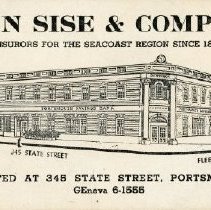 N SISE & COMP
NSURORS FOR THE SEACOAST REGION SINCE 18
PORTSMOUTH SAVINGS BANK
345 STATE STREET
FLEE
TED AT 345 STATE STREET, PORTSM
GEneva 6-1555